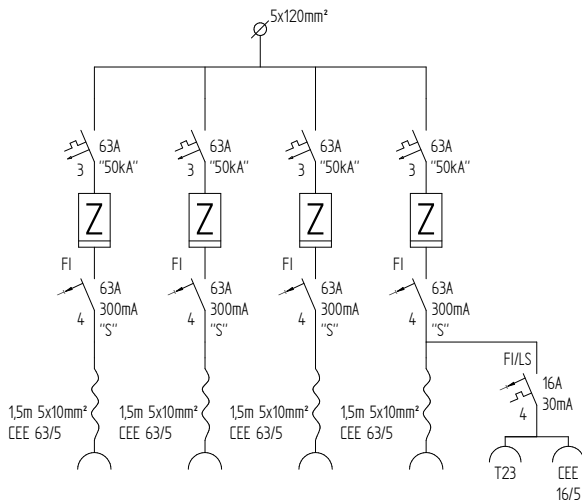 5x120mm²
63A
"50kA"
3
63A
"50kA"
3
63A
"50kA"
3
63A
"50kA"
3
Z
Z
Z
Z
FI
63A
300mA
4
"S"
FI
63A
300mA
4
"S"
FI
63A
300mA
4
"S"
FI
63A
300mA
4
"S"
FI/LS
16A
30mA
4
1,5m 5x10mm²
CEE 63/5
1,5m 5x10mm²
CEE 63/5
1,5m 5x10mm²
CEE 63/5
1,5m 5x10mm²
CEE 63/5
T23
CEE
16/5